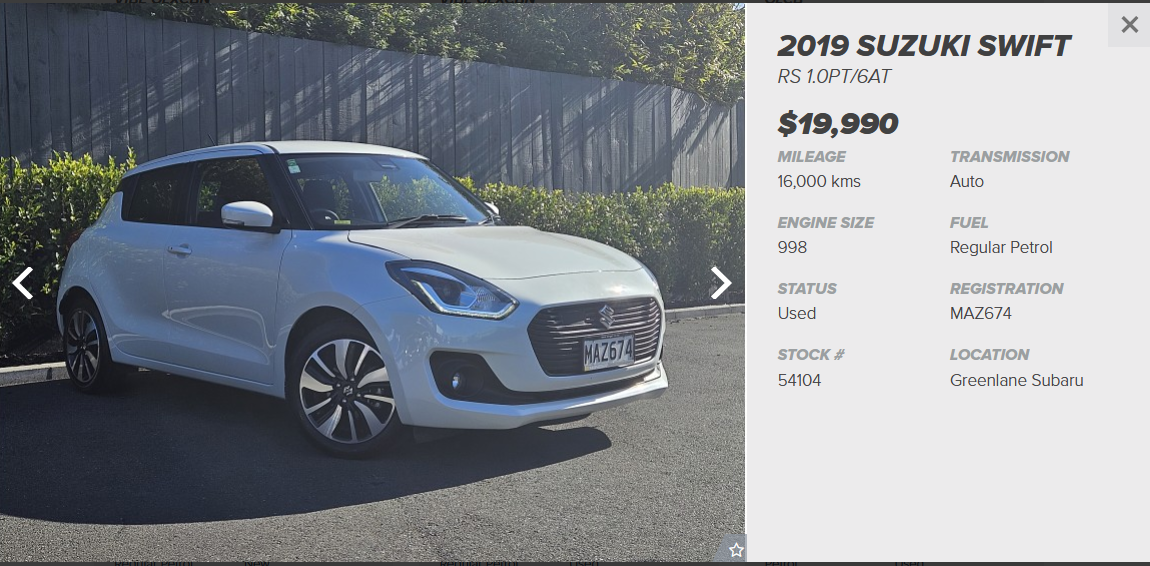 2019 SUZUKI SWIFT
RS 1.0PT/6AT
$19,990
MILEAGE
16,000 kms
TRANSMISSION
Auto
ENGINE SIZE
998
FUEL
Regular Petrol
STATUS
Used
REGISTRATION
MAZ674
STOCK #
54104
LOCATION
Greenlane Subaru
MAZ674